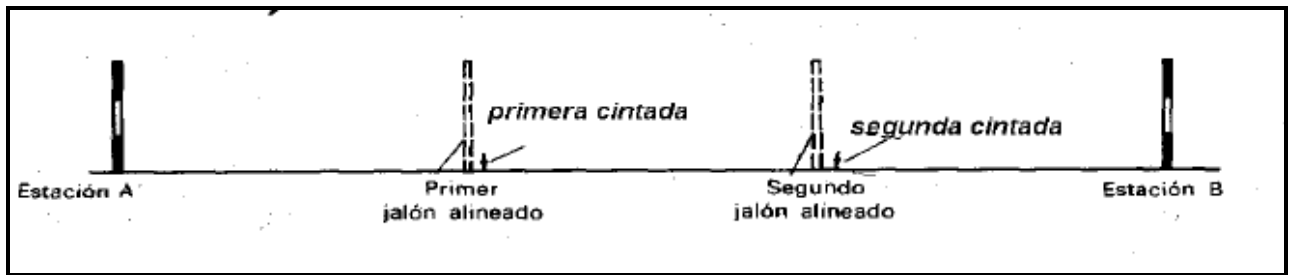 primera cintada
segunda cintada
Estación A
Primer
jalón alineado
Segundo
jalón alineado
Estación B